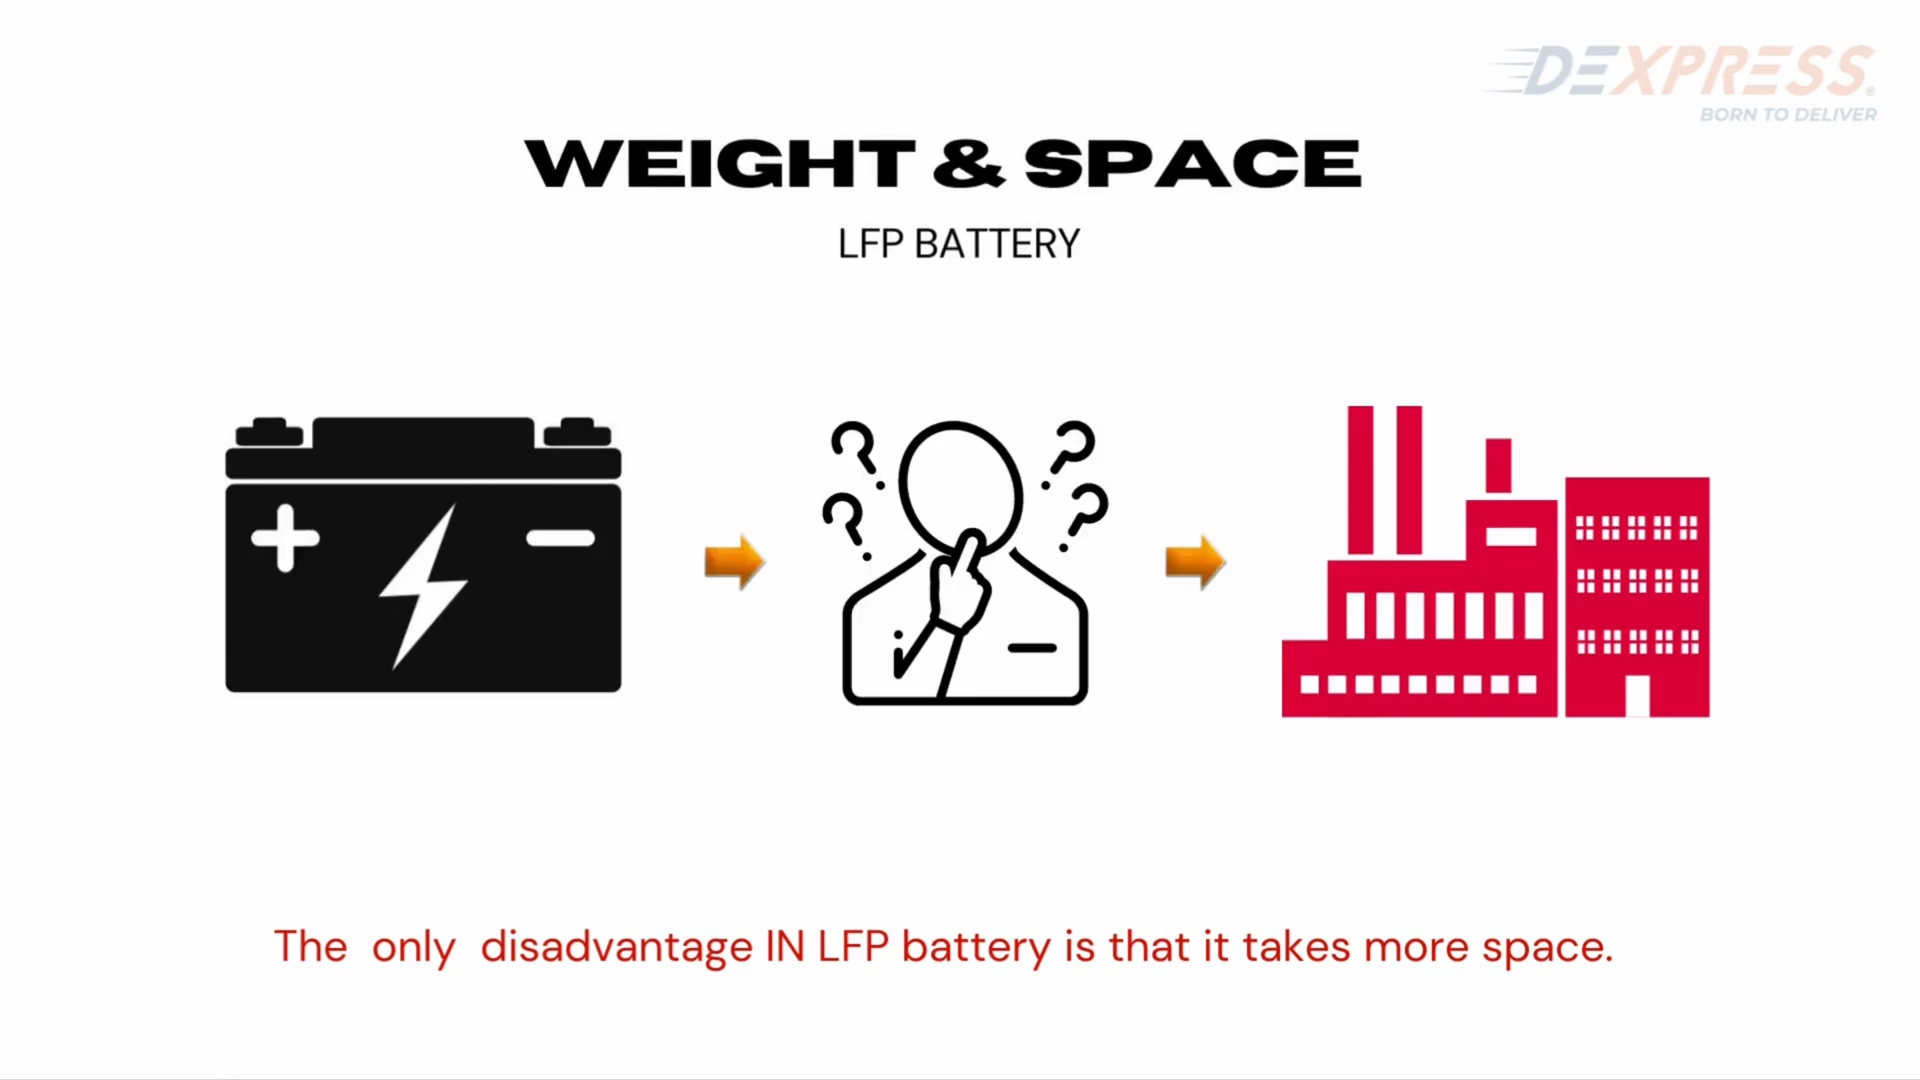 DEXPRESS®
BORN TO DELIVER
WEIGHT & SPACE
LFP BATTERY
The only disadvantage IN LFP battery is that it takes more space.